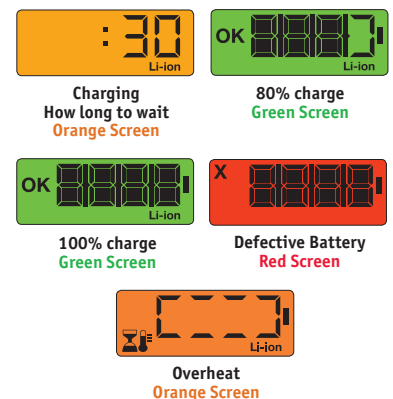 :30
Li-ion
Charging
How long to wait
Orange Screen
OK
Li-ion
80% charge
Green Screen
OK
Li-ion
100% charge
Green Screen
X
Defective Battery
Red Screen
Li-ion
Overheat
Orange Screen